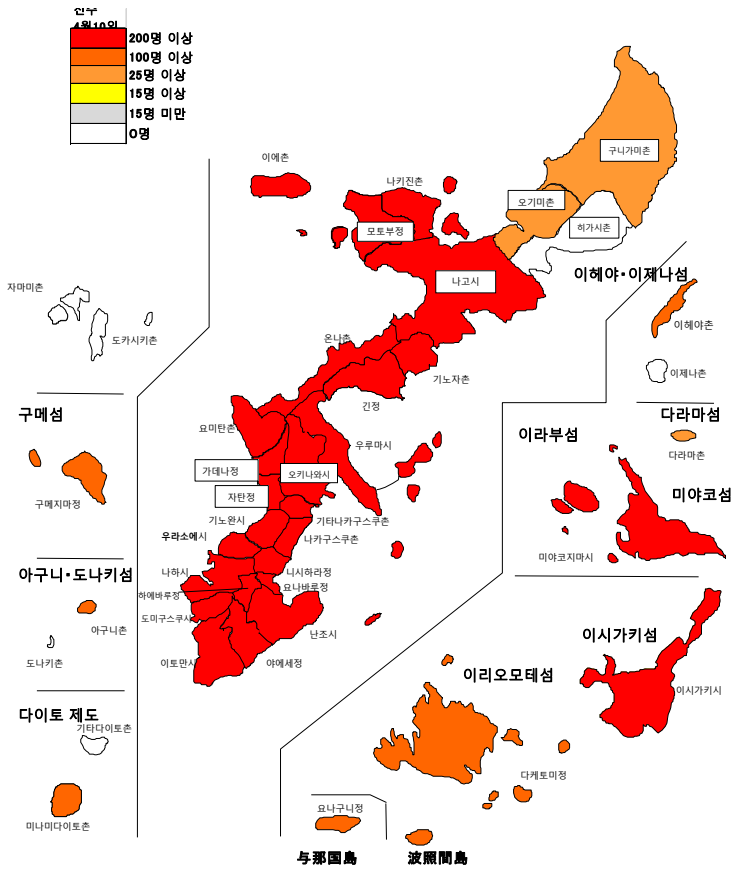 전주
4월10일
200명 이상
100명 이상
25명 이상
15명 이상
15명 미만
0명
구니가미촌
이에촌
나키진촌
오기미촌
모토부정
히가시촌
나고시
이헤야·이제나섬
자마미촌
도카시키촌
이헤야촌
온나촌
기노자촌
이제나촌
긴정
구메섬
다라마섬
요미탄촌
이라부섬
우루마시
다라마촌
가데나정
오키나와시
구메지마정
자탄정
미야코섬
기노완시
기타나카구스쿠촌
우라소에시
나카구스쿠촌
미야코지마시
아구니·도나키섬
나하시
니시하라정
요나바루정
하에바루정
아구니촌
도미구스쿠시
난조시
이시가키섬
도나키촌
이토만시
야에세정
이리오모테섬
이시가키시
다이토 제도
기타다이토촌
다케토미정
요나구니정
미나미다이토촌
与那国島
波照間島